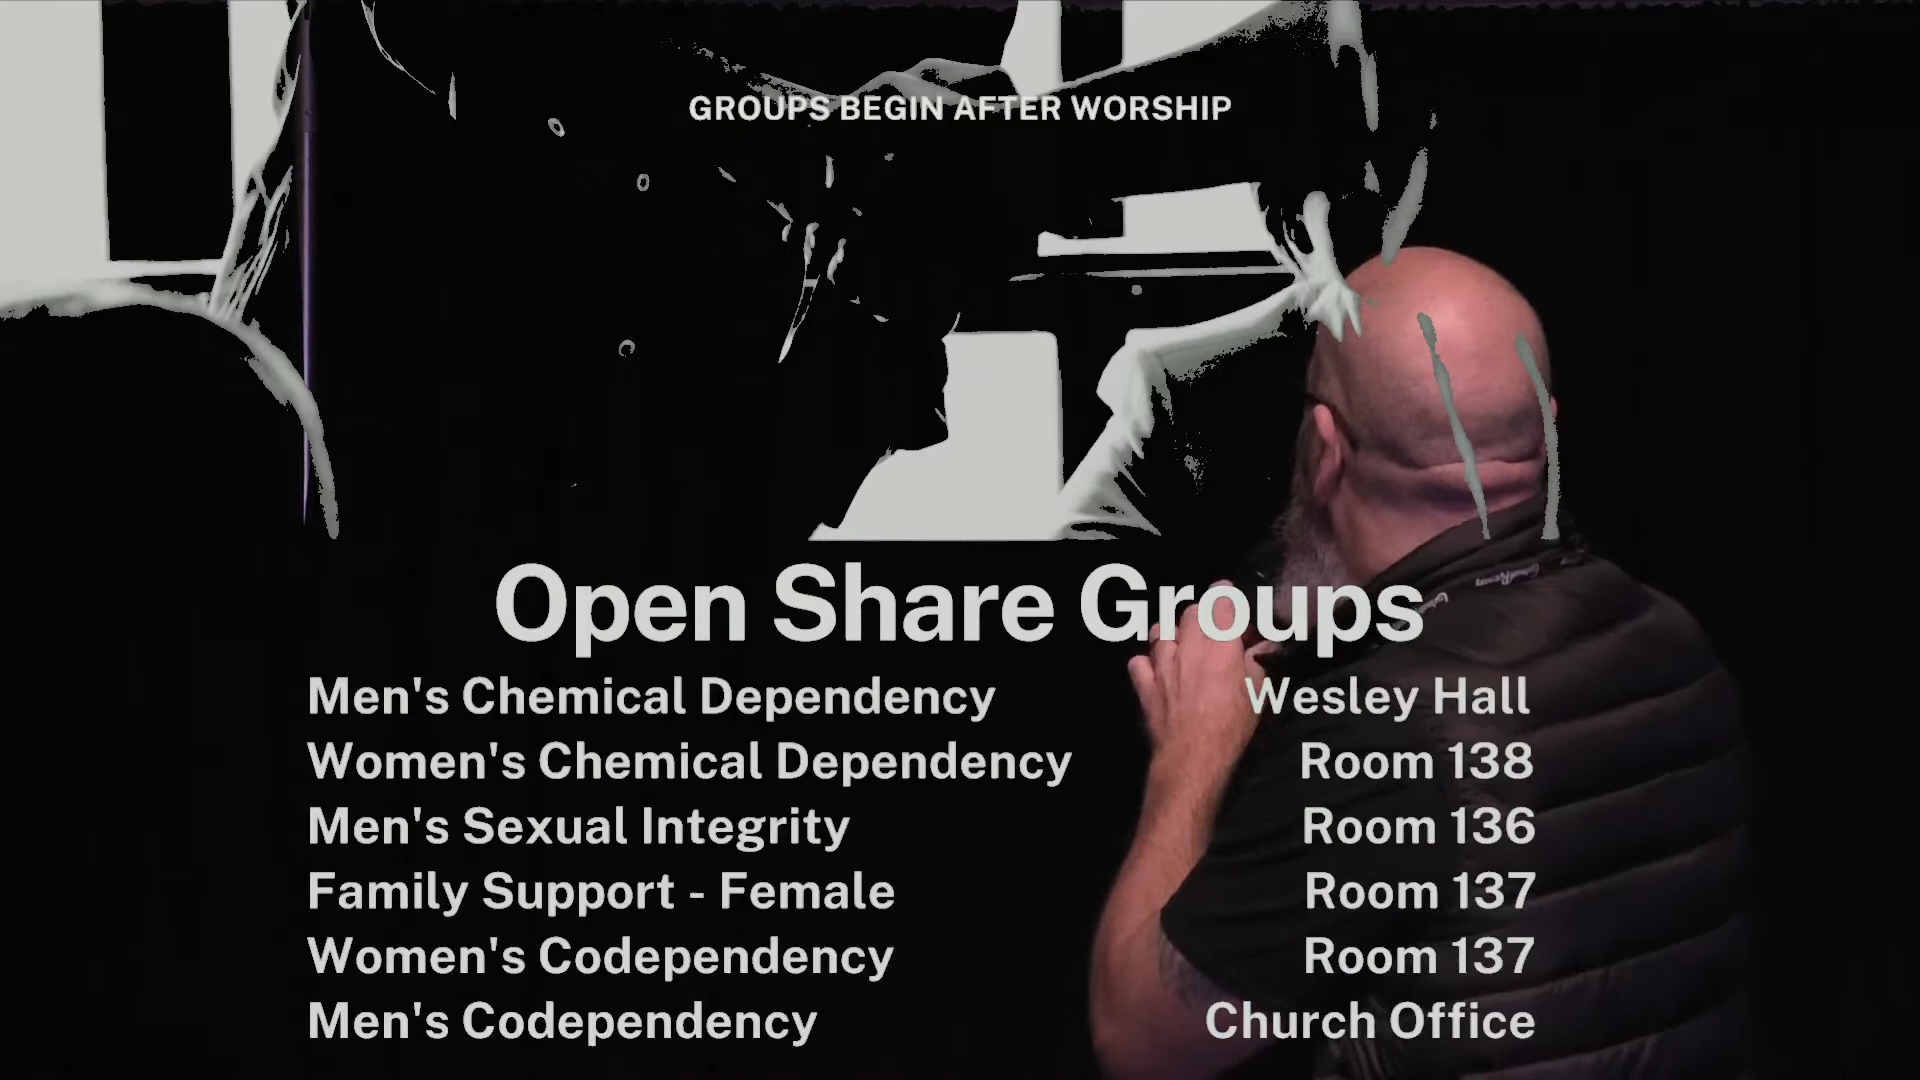 GROUPS BEGIN AFTER WORSHIP
Open Share Groups
Men's Chemical Dependency Wesley Hall
Women's Chemical Dependency Room 138
Men's Sexual Integrity Room 136
Family Support - Female Room 137
Women's Codependency Room 137
Men's Codependency Church Office